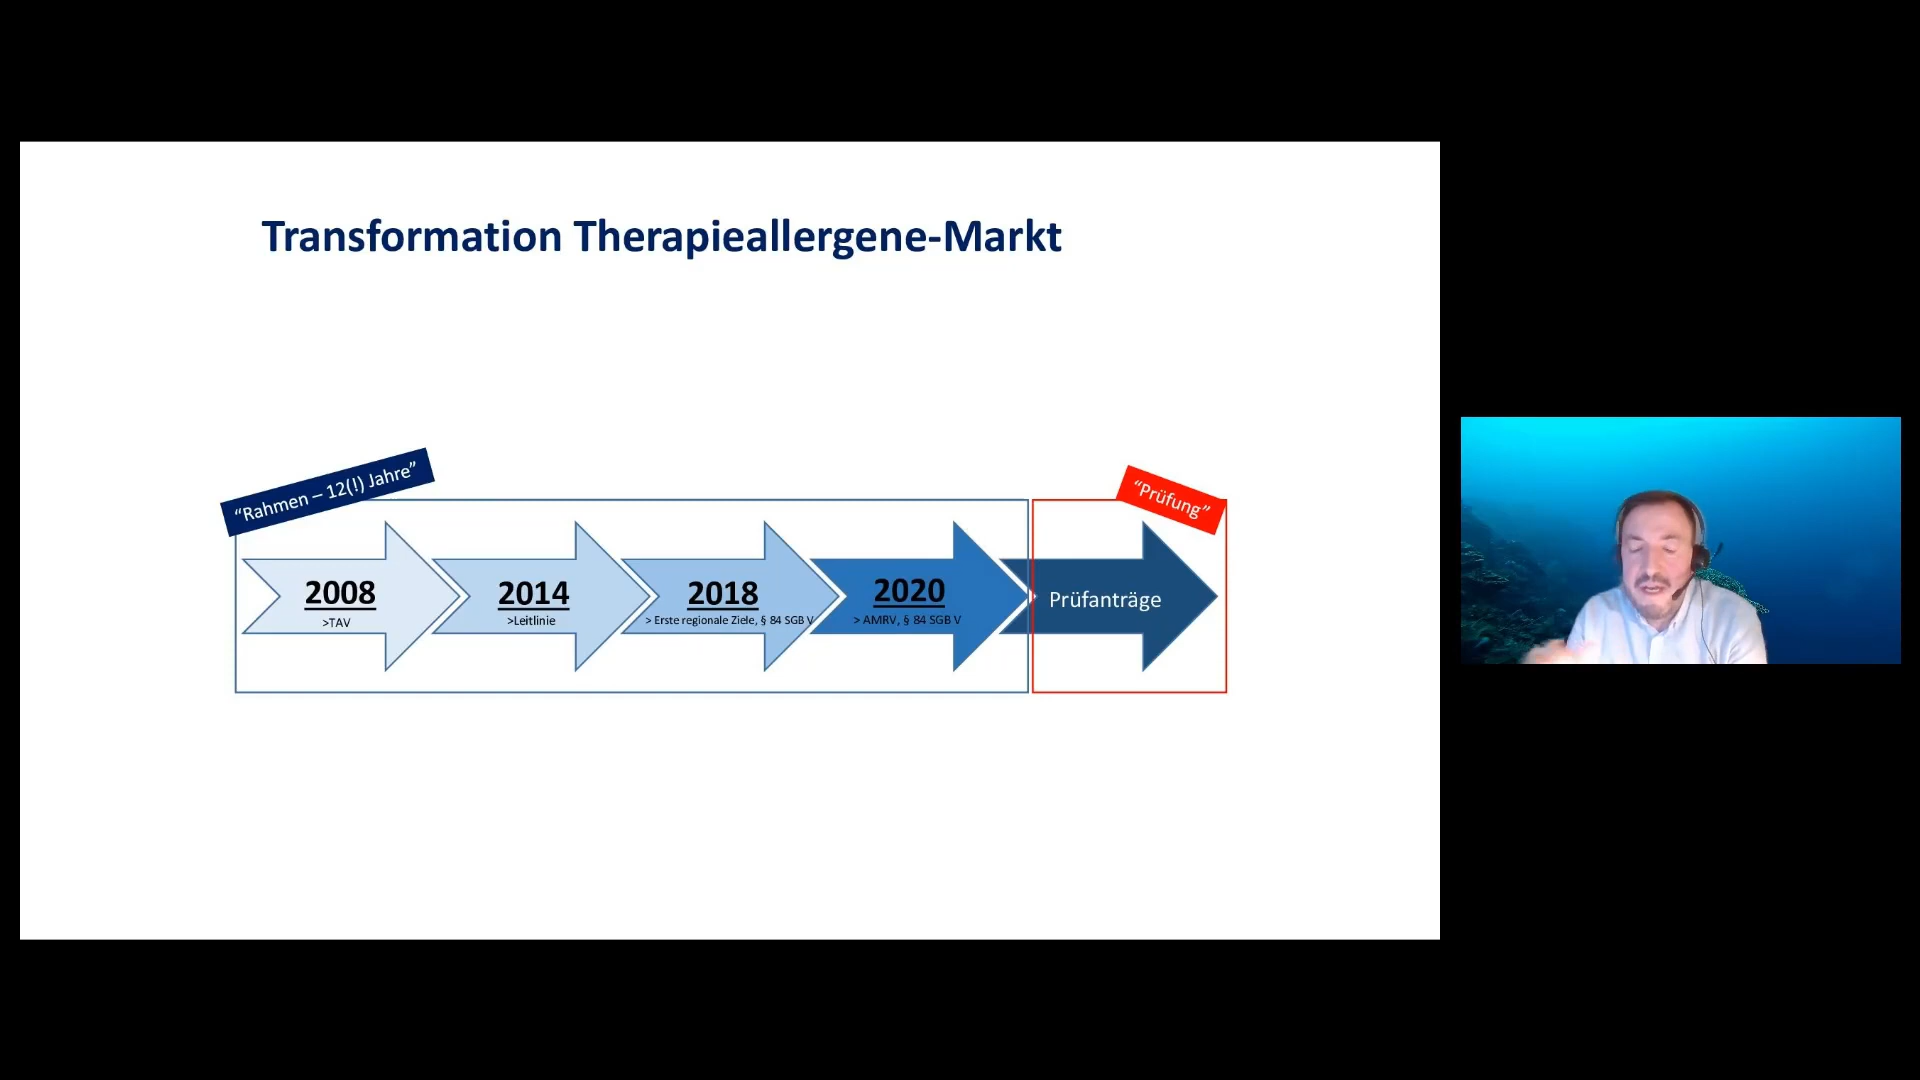 Transformation Therapieallergene-Markt
“Rahmen – 12(!) Jahre”
“Prüfung”
2008
>TAV
2014
>Leitlinie
2018
> Erste regionale Ziele, § 84 SGB V
2020
> AMRV, § 84 SGB V
Prüfanträge